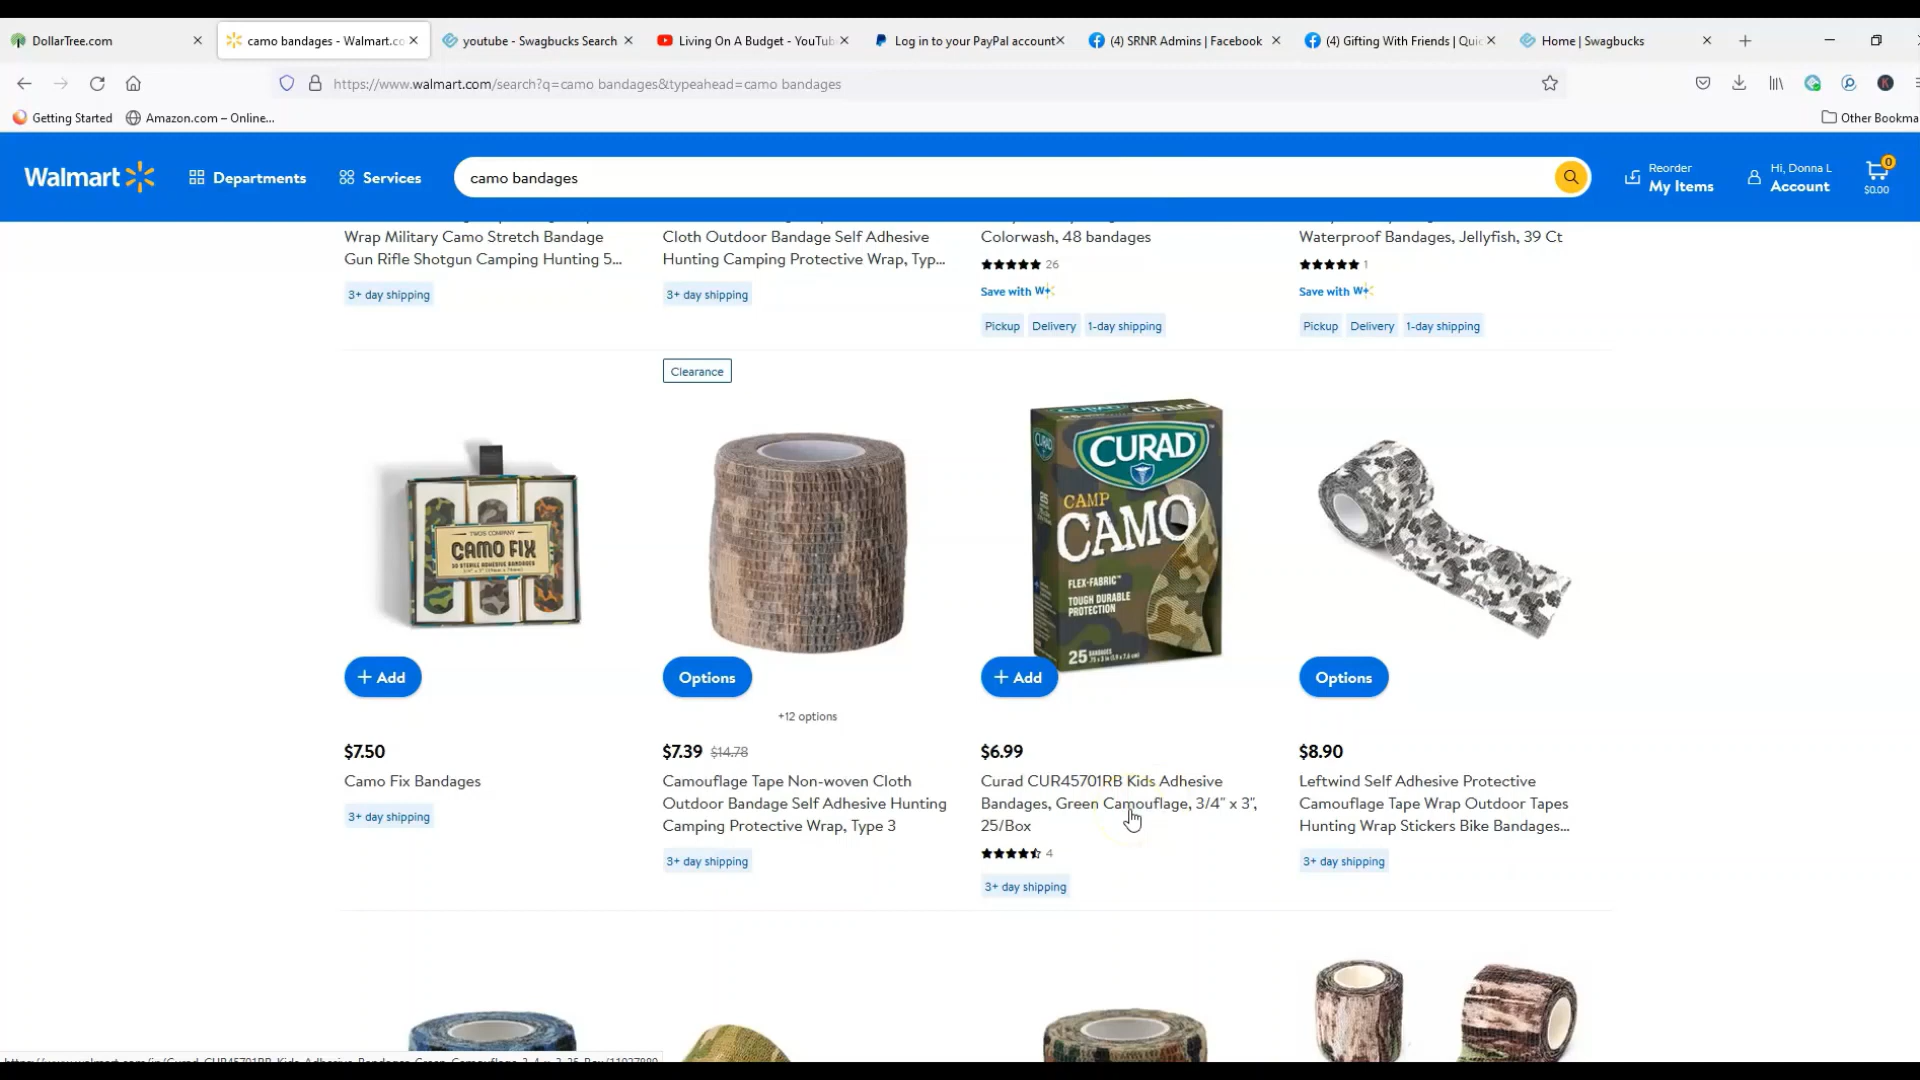 DollarTree.com
camo bandages - Walmart.co
youtube - Swagbucks Search
Living On A Budget - YouTub
Log in to your PayPal account
(4) SRNR Admins | Facebook
(4) Gifting With Friends | Quic
Home | Swagbucks
https://www.walmart.com/search?q=camo bandages&typeahead=camo bandages
Getting Started
Amazon.com – Online...
Other Bookma
Walmart
Departments
Services
camo bandages
Reorder
My Items
Hi, Donna L
Account
0
$0.00
Wrap Military Camo Stretch Bandage
Gun Rifle Shotgun Camping Hunting 5...
3+ day shipping
Cloth Outdoor Bandage Self Adhesive
Hunting Camping Protective Wrap, Typ...
3+ day shipping
Colorwash, 48 bandages
26
Save with W+
Pickup Delivery 1-day shipping
Waterproof Bandages, Jellyfish, 39 Ct
1
Save with W+
Pickup Delivery 1-day shipping
TWOS COMPANY
CAMO FIX
30 STERILE ADHESIVE BANDAGES
+ Add
$7.50
Camo Fix Bandages
3+ day shipping
Clearance
Options
+12 options
$7.39 $14.78
Camouflage Tape Non-woven Cloth
Outdoor Bandage Self Adhesive Hunting
Camping Protective Wrap, Type 3
3+ day shipping
CURAD
CAMP
CAMO
FLEX-FABRIC™
TOUGH DURABLE
PROTECTION
25 BANDAGES
+ Add
$6.99
Curad CUR45701RB Kids Adhesive
Bandages, Green Camouflage, 3/4" x 3",
25/Box
4
3+ day shipping
Options
$8.90
Leftwind Self Adhesive Protective
Camouflage Tape Wrap Outdoor Tapes
Hunting Wrap Stickers Bike Bandages...
3+ day shipping